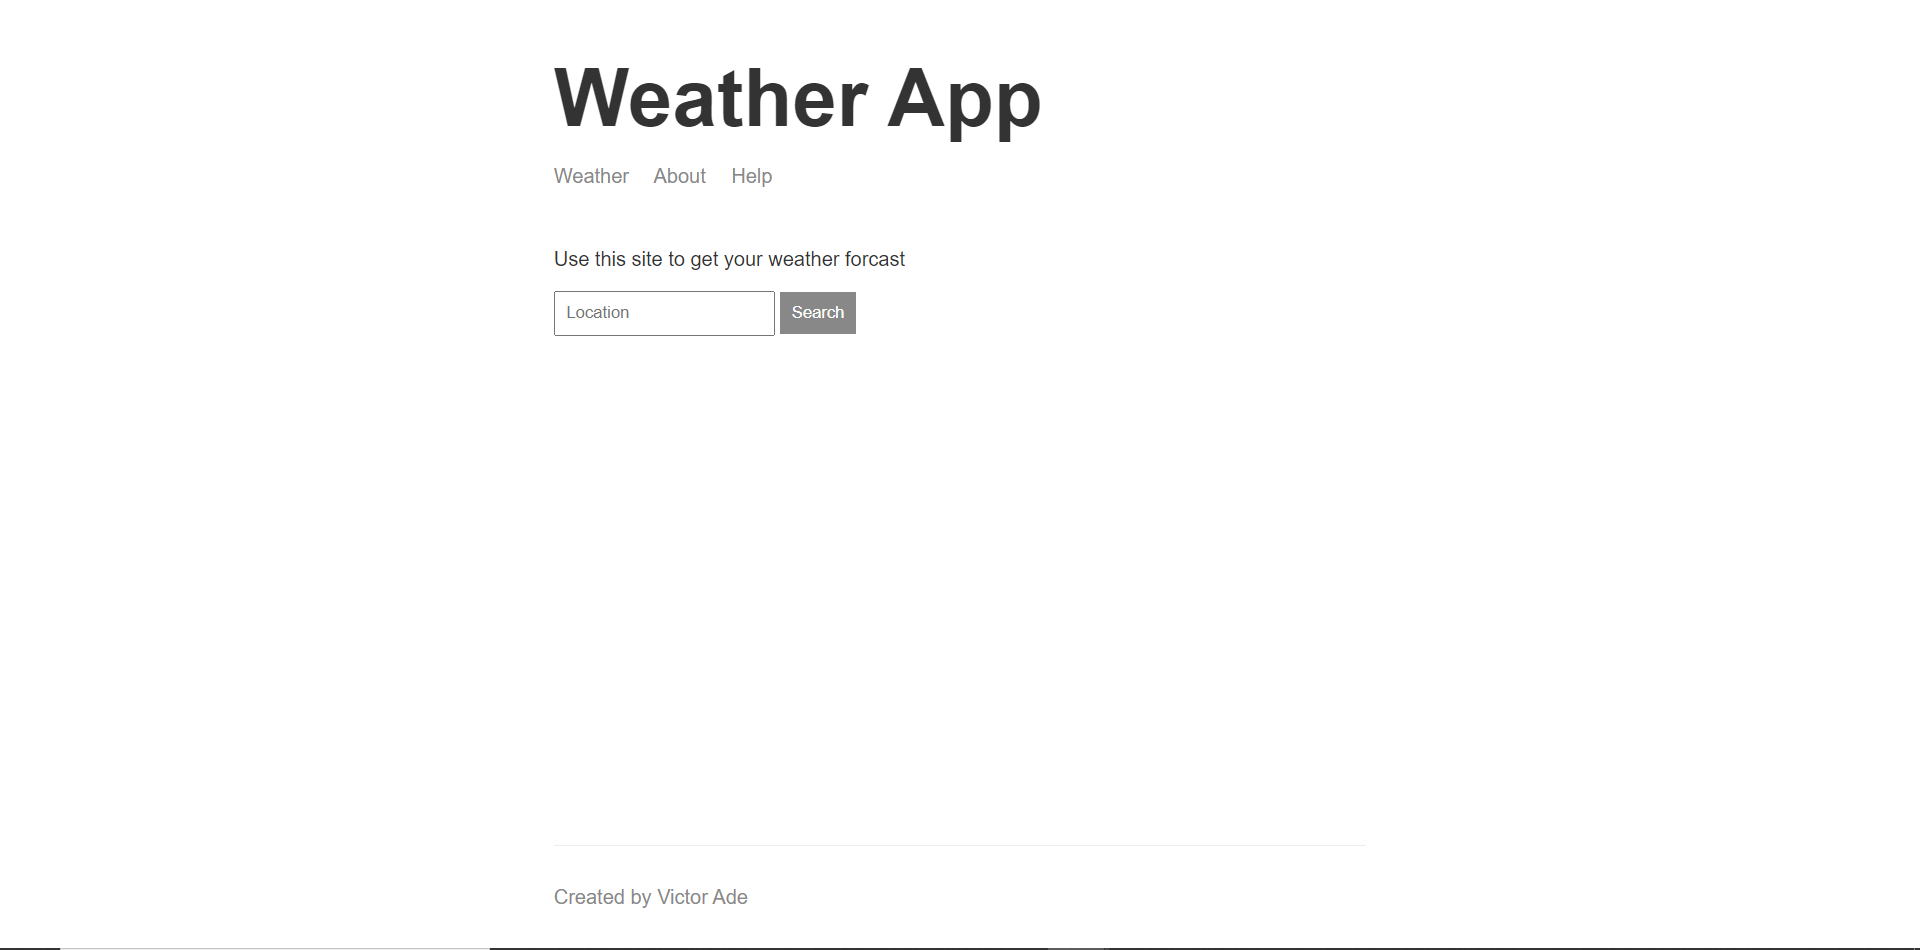 Weather App
Weather About Help
Use this site to get your weather forcast
Location Search
Created by Victor Ade